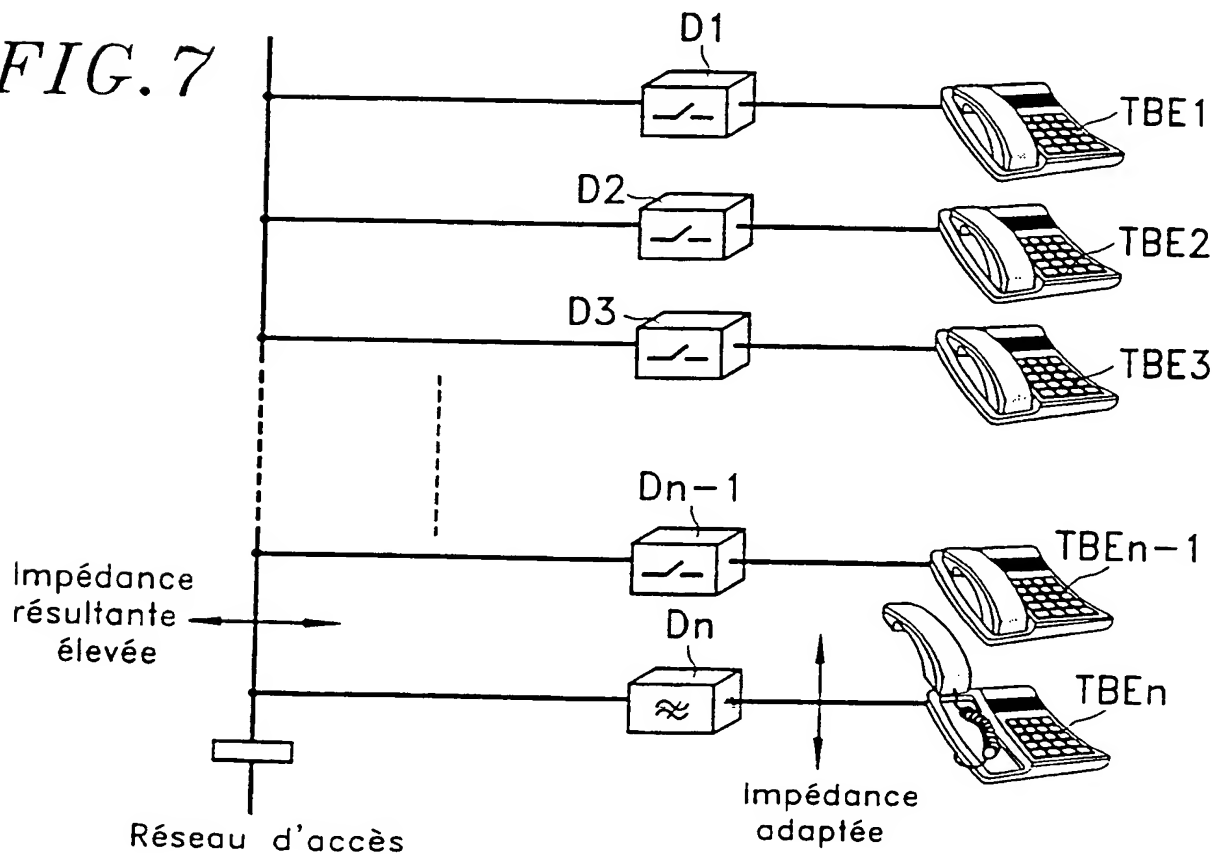 FIG. 7
D1
TBE1
D2
TBE2
D3
TBE3
Dn-1
TBEn-1
Impédance
résultante
élevée
Dn
TBEn
Impédance
adaptée
Réseau d'accès